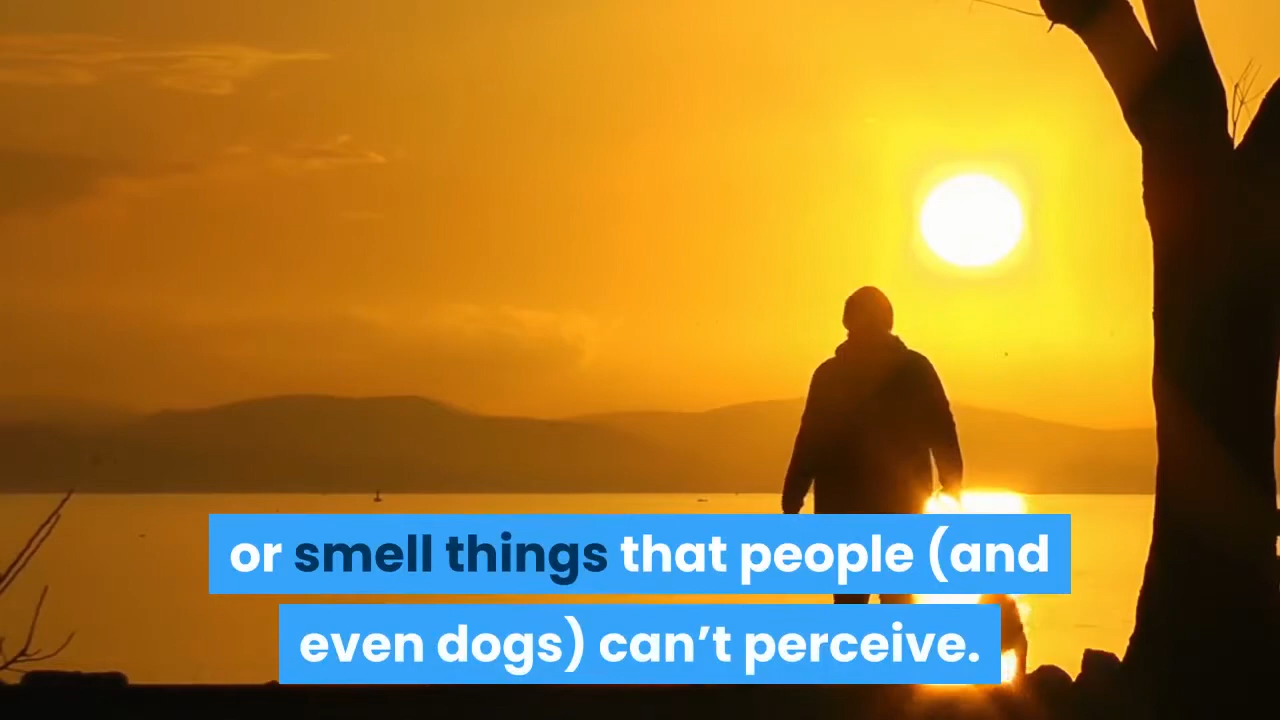 or smell things that people (and
even dogs) can’t perceive.